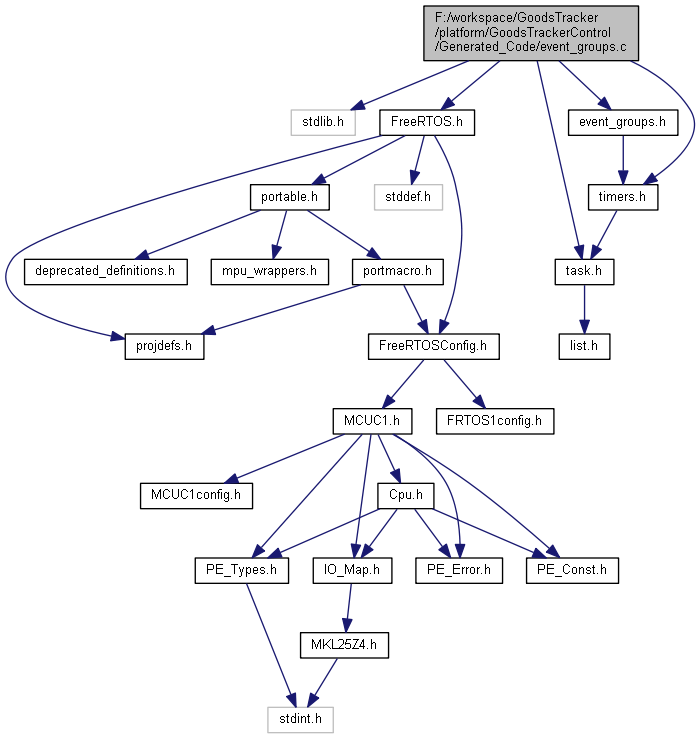 F:/workspace/GoodsTracker
/platform/GoodsTrackerControl
/Generated_Code/event_groups.c
stdlib.h
FreeRTOS.h
event_groups.h
portable.h
stddef.h
timers.h
deprecated_definitions.h
mpu_wrappers.h
portmacro.h
task.h
projdefs.h
FreeRTOSConfig.h
list.h
MCUC1.h
FRTOS1config.h
MCUC1config.h
Cpu.h
PE_Types.h
IO_Map.h
PE_Error.h
PE_Const.h
MKL25Z4.h
stdint.h